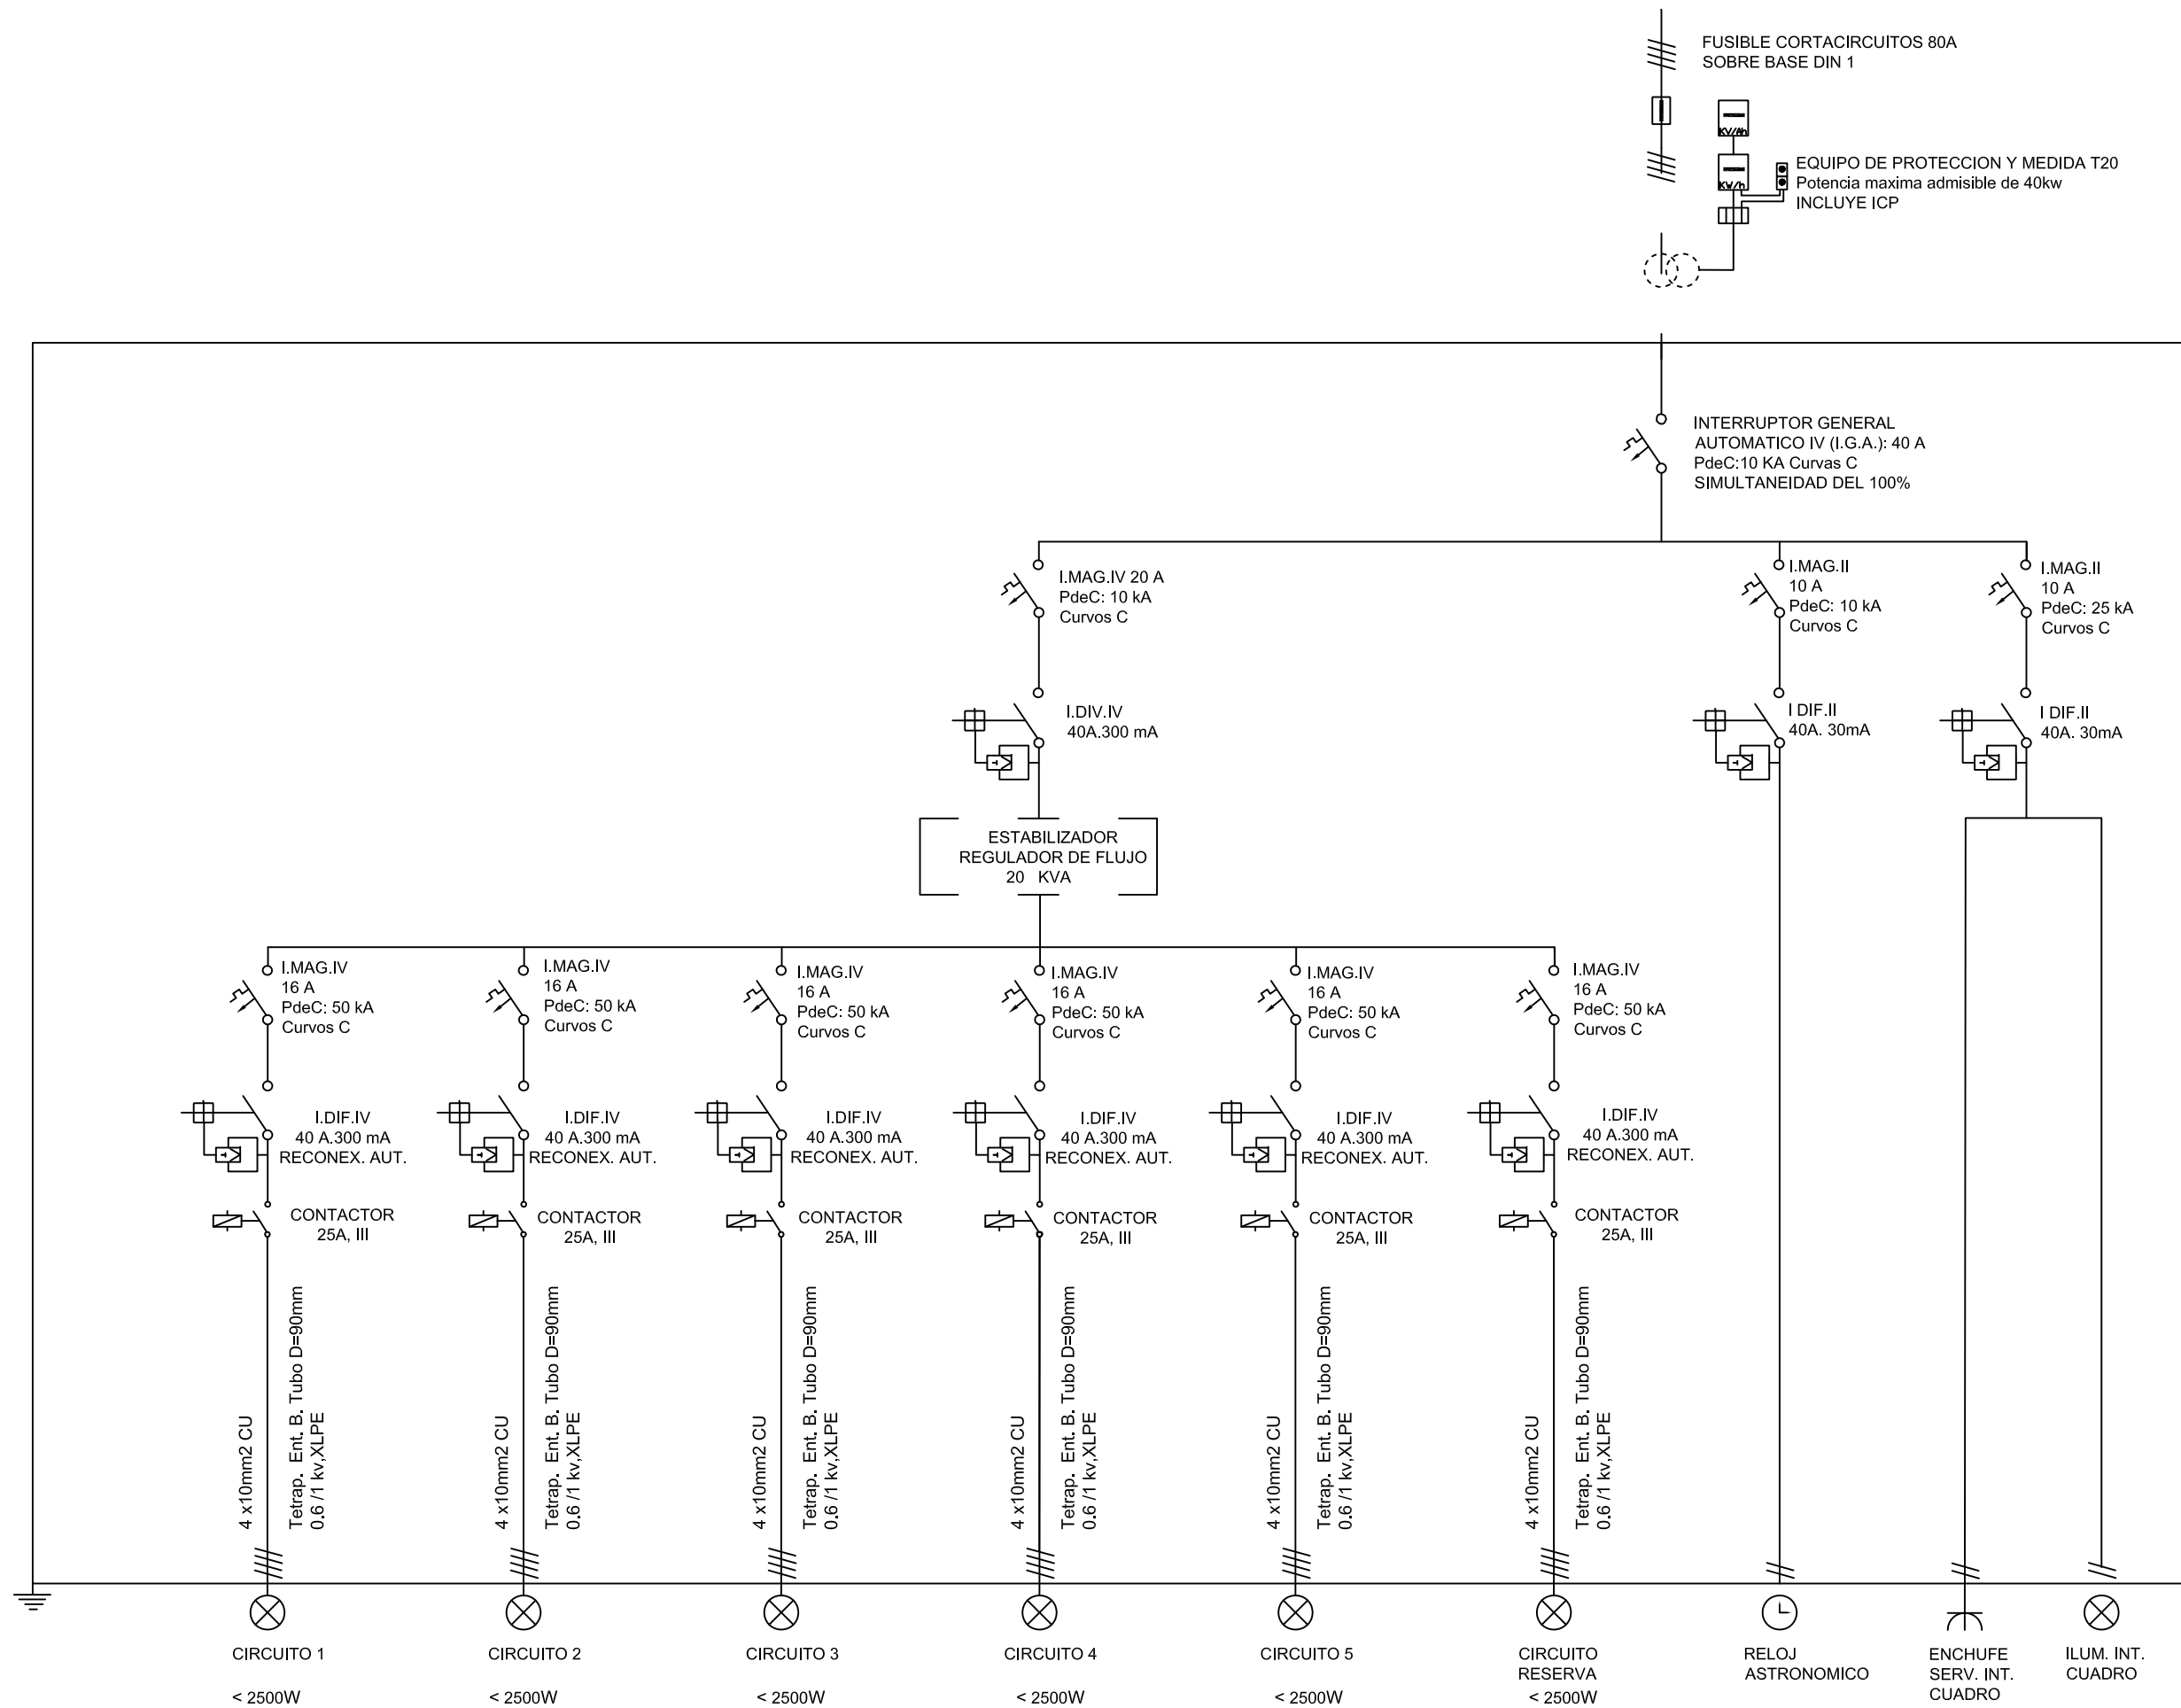 FUSIBLE CORTACIRCUITOS 80A
SOBRE BASE DIN 1
KV/Ah
KW/h
EQUIPO DE PROTECCION Y MEDIDA T20
Potencia maxima admisible de 40kw
INCLUYE ICP
INTERRUPTOR GENERAL
AUTOMATICO IV (I.G.A.): 40 A
PdeC:10 KA Curvas C
SIMULTANEIDAD DEL 100%
I.MAG.IV 20 A
PdeC: 10 kA
Curvos C
I.MAG.II
10 A
PdeC: 10 kA
Curvos C
I.MAG.II
10 A
PdeC: 25 kA
Curvos C
I.DIV.IV
40A.300 mA
I DIF.II
40A. 30mA
I DIF.II
40A. 30mA
ESTABILIZADOR
REGULADOR DE FLUJO
20 KVA
I.MAG.IV
16 A
PdeC: 50 kA
Curvos C
I.MAG.IV
16 A
PdeC: 50 kA
Curvos C
I.MAG.IV
16 A
PdeC: 50 kA
Curvos C
I.MAG.IV
16 A
PdeC: 50 kA
Curvos C
I.MAG.IV
16 A
PdeC: 50 kA
Curvos C
I.MAG.IV
16 A
PdeC: 50 kA
Curvos C
I.DIF.IV
40 A.300 mA
RECONEX. AUT.
I.DIF.IV
40 A.300 mA
RECONEX. AUT.
I.DIF.IV
40 A.300 mA
RECONEX. AUT.
I.DIF.IV
40 A.300 mA
RECONEX. AUT.
I.DIF.IV
40 A.300 mA
RECONEX. AUT.
I.DIF.IV
40 A.300 mA
RECONEX. AUT.
CONTACTOR
25A, III
CONTACTOR
25A, III
CONTACTOR
25A, III
CONTACTOR
25A, III
CONTACTOR
25A, III
CONTACTOR
25A, III
4 x10mm2 CU
Tetrap. Ent. B. Tubo D=90mm
0.6 /1 kv,XLPE
4 x10mm2 CU
Tetrap. Ent. B. Tubo D=90mm
0.6 /1 kv,XLPE
4 x10mm2 CU
Tetrap. Ent. B. Tubo D=90mm
0.6 /1 kv,XLPE
4 x10mm2 CU
Tetrap. Ent. B. Tubo D=90mm
0.6 /1 kv,XLPE
4 x10mm2 CU
Tetrap. Ent. B. Tubo D=90mm
0.6 /1 kv,XLPE
4 x10mm2 CU
Tetrap. Ent. B. Tubo D=90mm
0.6 /1 kv,XLPE
CIRCUITO 1
< 2500W
CIRCUITO 2
< 2500W
CIRCUITO 3
< 2500W
CIRCUITO 4
< 2500W
CIRCUITO 5
< 2500W
CIRCUITO
RESERVA
< 2500W
RELOJ
ASTRONOMICO
ENCHUFE
SERV. INT.
CUADRO
ILUM. INT.
CUADRO